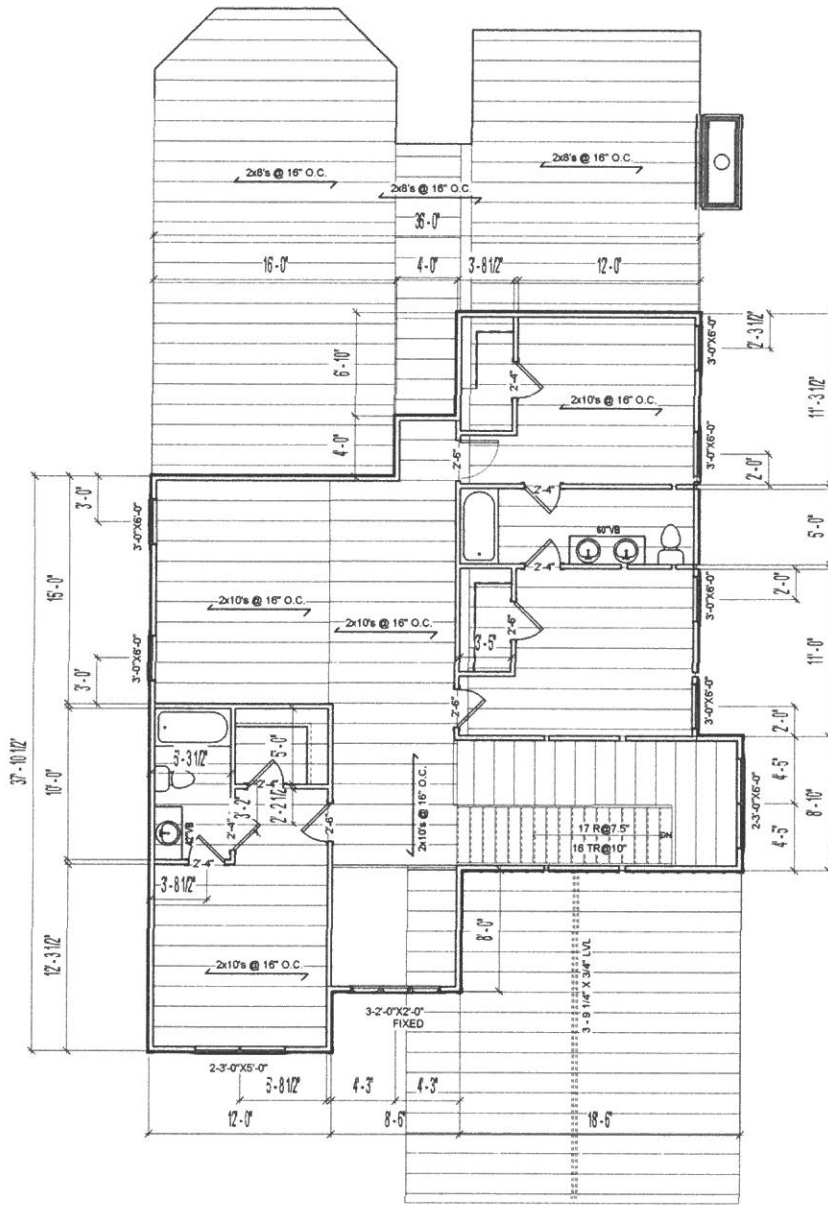 2x8's @ 16" O.C.
2x8's @ 16" O.C.
2x8's @ 16" O.C.
36'-0"
16'-0"
4'-0"
3'-8 1/2"
12'-0"
6'-10"
4'-0"
2'-4"
2x10's @ 16" O.C.
3'-0"X6'-0"
2'-3 1/2"
11'-3 1/2"
3'-0"X6'-0"
2'-0"
2'-6"
2'-4"
60"VB
2'-4"
5'-0"
3'-0"
3'-0"X6'-0"
15'-0"
2x10's @ 16" O.C.
2x10's @ 16" O.C.
3'-0"X6'-0"
3'-0"
3'-5"
2'-6"
3'-0"X6'-0"
2'-0"
11'-0"
2'-6"
3'-0"X6'-0"
2'-0"
37'-10 1/2"
10'-0"
5'-3 1/2"
5'-0"
2'-4"
3'-2"
2'-2 1/2"
2'-4"
2'-6"
42"VB
2'-4"
3'-8 1/2"
2x10's @ 16" O.C.
17 R@7.5"
DN
16 TR@10"
4'-5"
4'-5"
8'-10"
2-3'-0"X6'-0"
12'-3 1/2"
2x10's @ 16" O.C.
8'-0"
3-2'-0"X2'-0"
FIXED
3 - 9 1/4" X 3/4" LVL
2-3'-0"X5'-0"
5'-8 1/2"
4'-3"
4'-3"
12'-0"
8'-6"
18'-6"